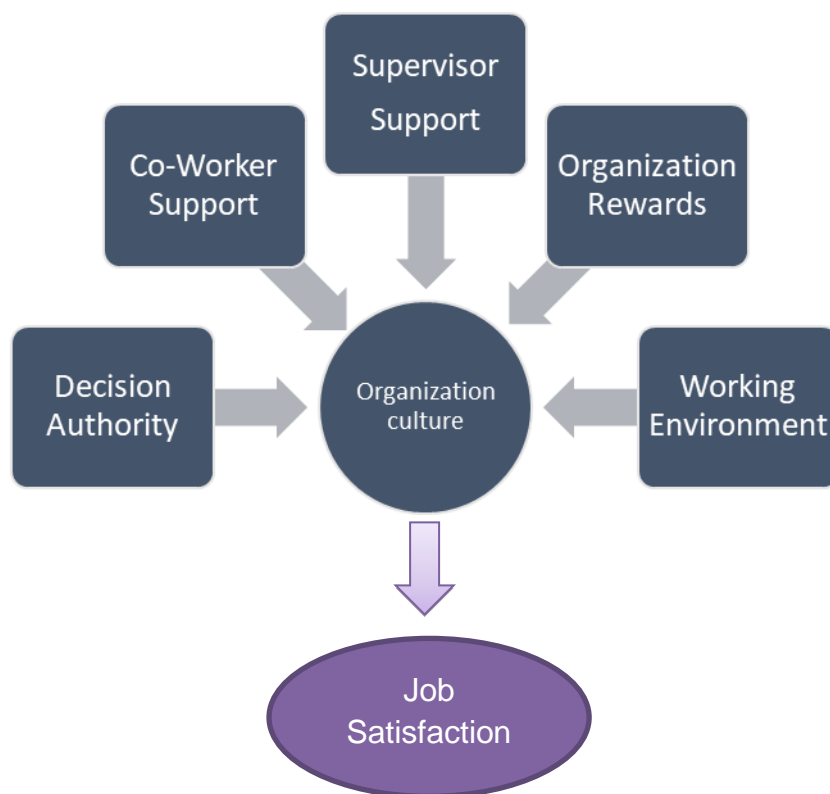 Supervisor
Support
Co-Worker
Support
Organization
Rewards
Decision
Authority
Organization
culture
Working
Environment
Job
Satisfaction